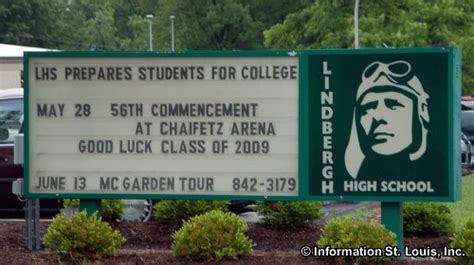 LHS PREPARES STUDENTS FOR COLLEGE
MAY 28 56TH COMMENCEMENT
AT CHAIFETZ ARENA
GOOD LUCK CLASS OF 2009
JUNE 13 MC GARDEN TOUR 842-3179
LINDBERGH
HIGH SCHOOL
© Information St. Louis, Inc.